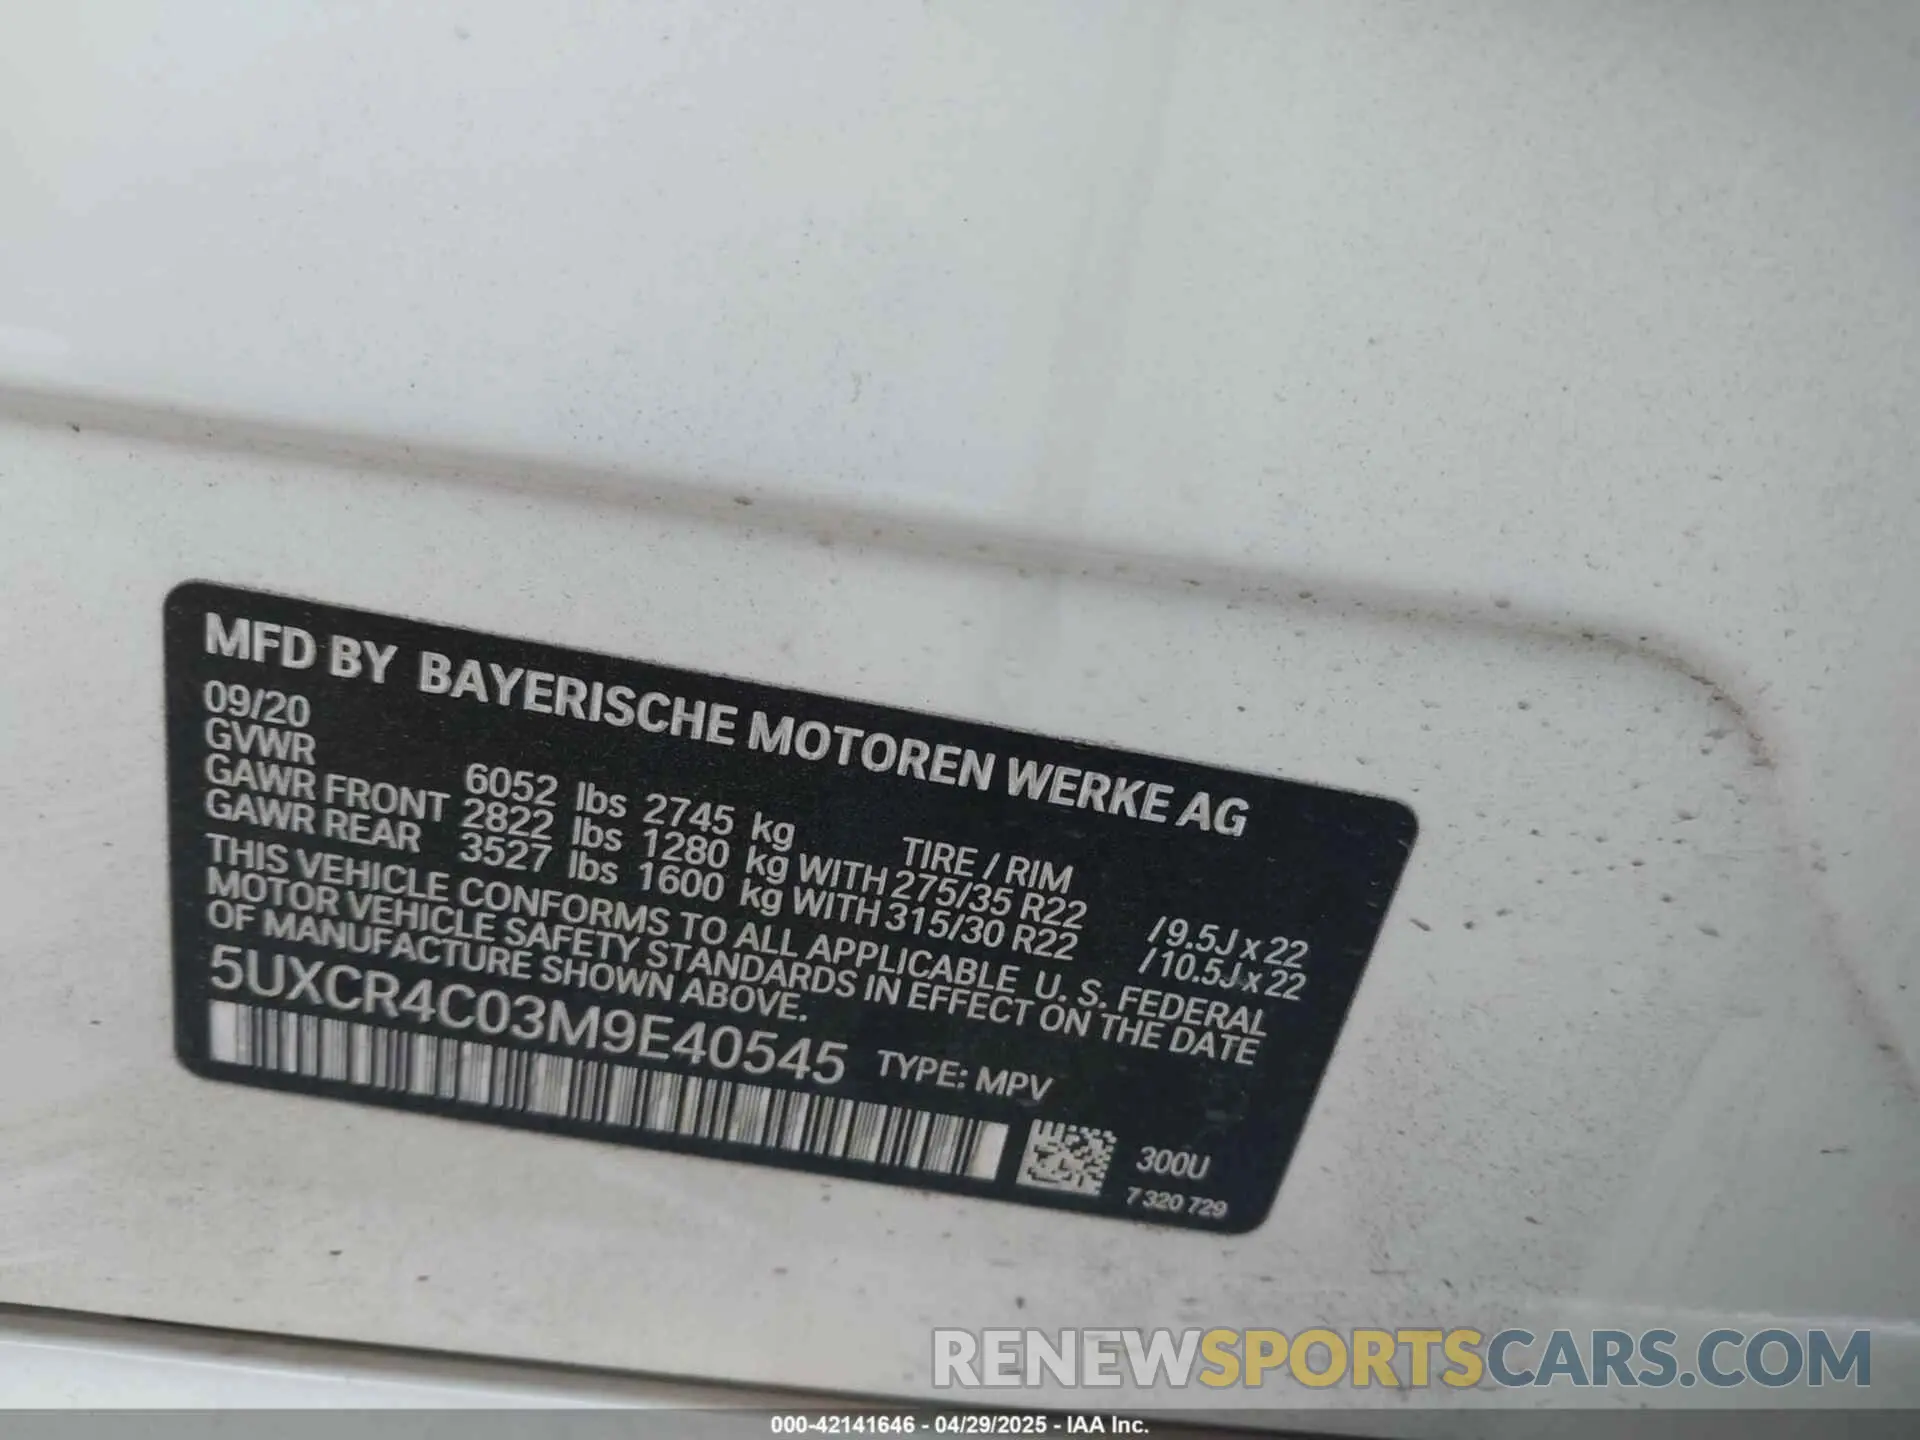 MFD BY BAYERISCHE MOTOREN WERKE AG
09/20
GVWR 6052 lbs 2745 kg TIRE / RIM
GAWR FRONT 2822 lbs 1280 kg WITH 275/35 R22 /9.5J x 22
GAWR REAR 3527 lbs 1600 kg WITH 315/30 R22 /10.5J x 22
THIS VEHICLE CONFORMS TO ALL APPLICABLE U. S. FEDERAL
MOTOR VEHICLE SAFETY STANDARDS IN EFFECT ON THE DATE
OF MANUFACTURE SHOWN ABOVE.
5UXCR4C03M9E40545 TYPE: MPV
300U
7 320 729
RENEWSPORTSCARS.COM
000-42141646 - 04/29/2025 - IAA Inc.